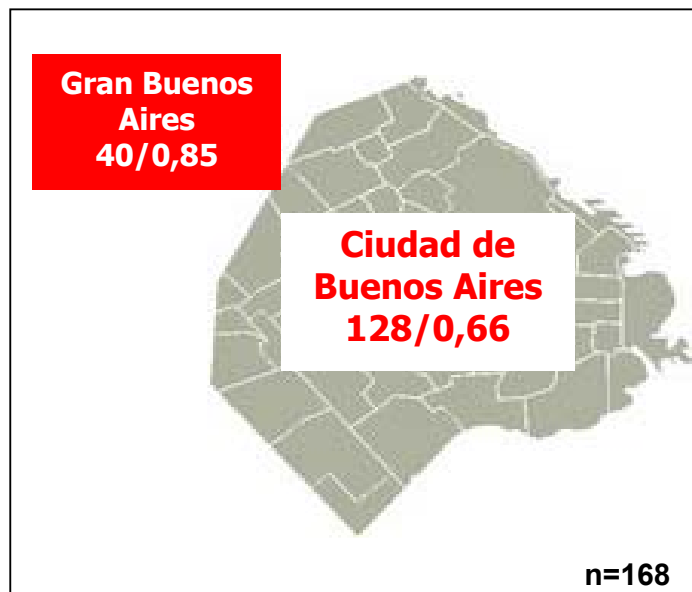 Gran Buenos
Aires
40/0,85
Ciudad de
Buenos Aires
128/0,66
n=168